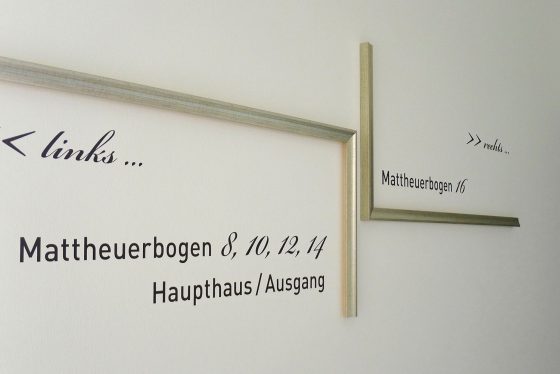 < links ...
Mattheuerbogen 8, 10, 12, 14
Haupthaus / Ausgang
>> rechts ...
Mattheuerbogen 16